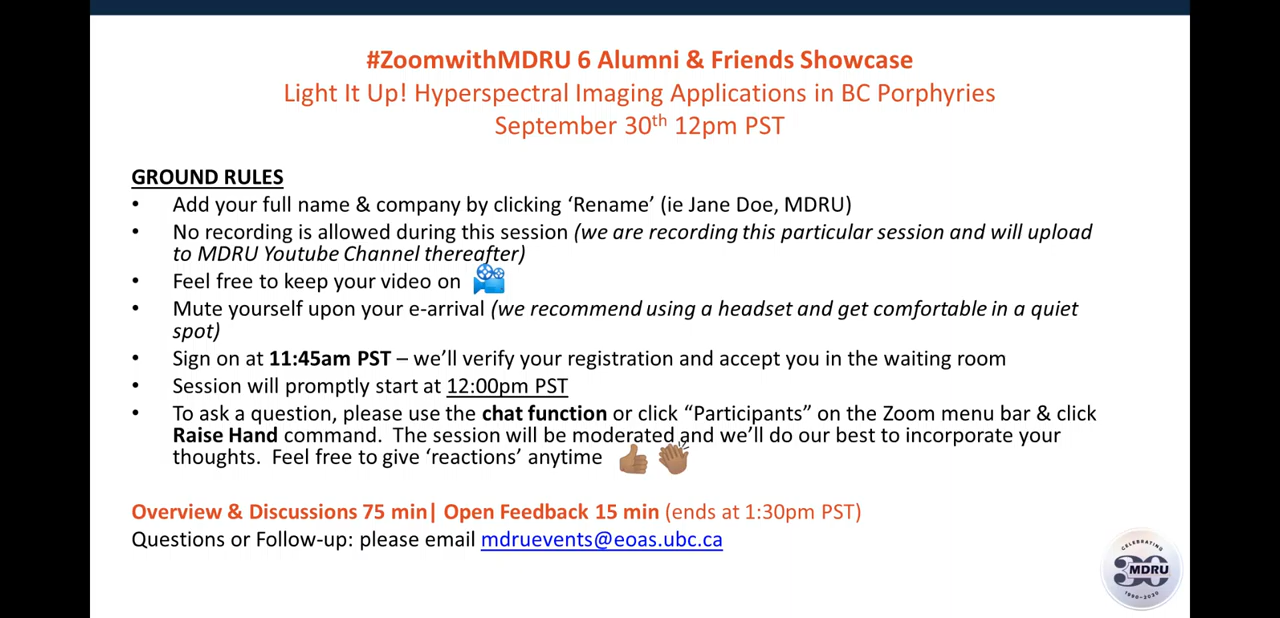 #ZoomwithMDRU 6 Alumni & Friends Showcase
Light It Up! Hyperspectral Imaging Applications in BC Porphyries
September 30th 12pm PST
GROUND RULES
• Add your full name & company by clicking ‘Rename’ (ie Jane Doe, MDRU)
• No recording is allowed during this session (we are recording this particular session and will upload
to MDRU Youtube Channel thereafter)
• Feel free to keep your video on
• Mute yourself upon your e-arrival (we recommend using a headset and get comfortable in a quiet
spot)
• Sign on at 11:45am PST – we’ll verify your registration and accept you in the waiting room
• Session will promptly start at 12:00pm PST
• To ask a question, please use the chat function or click “Participants” on the Zoom menu bar & click
Raise Hand command. The session will be moderated and we’ll do our best to incorporate your
thoughts. Feel free to give ‘reactions’ anytime
Overview & Discussions 75 min| Open Feedback 15 min (ends at 1:30pm PST)
Questions or Follow-up: please email mdruevents@eoas.ubc.ca
CELEBRATING
30 MDRU
1990-2020